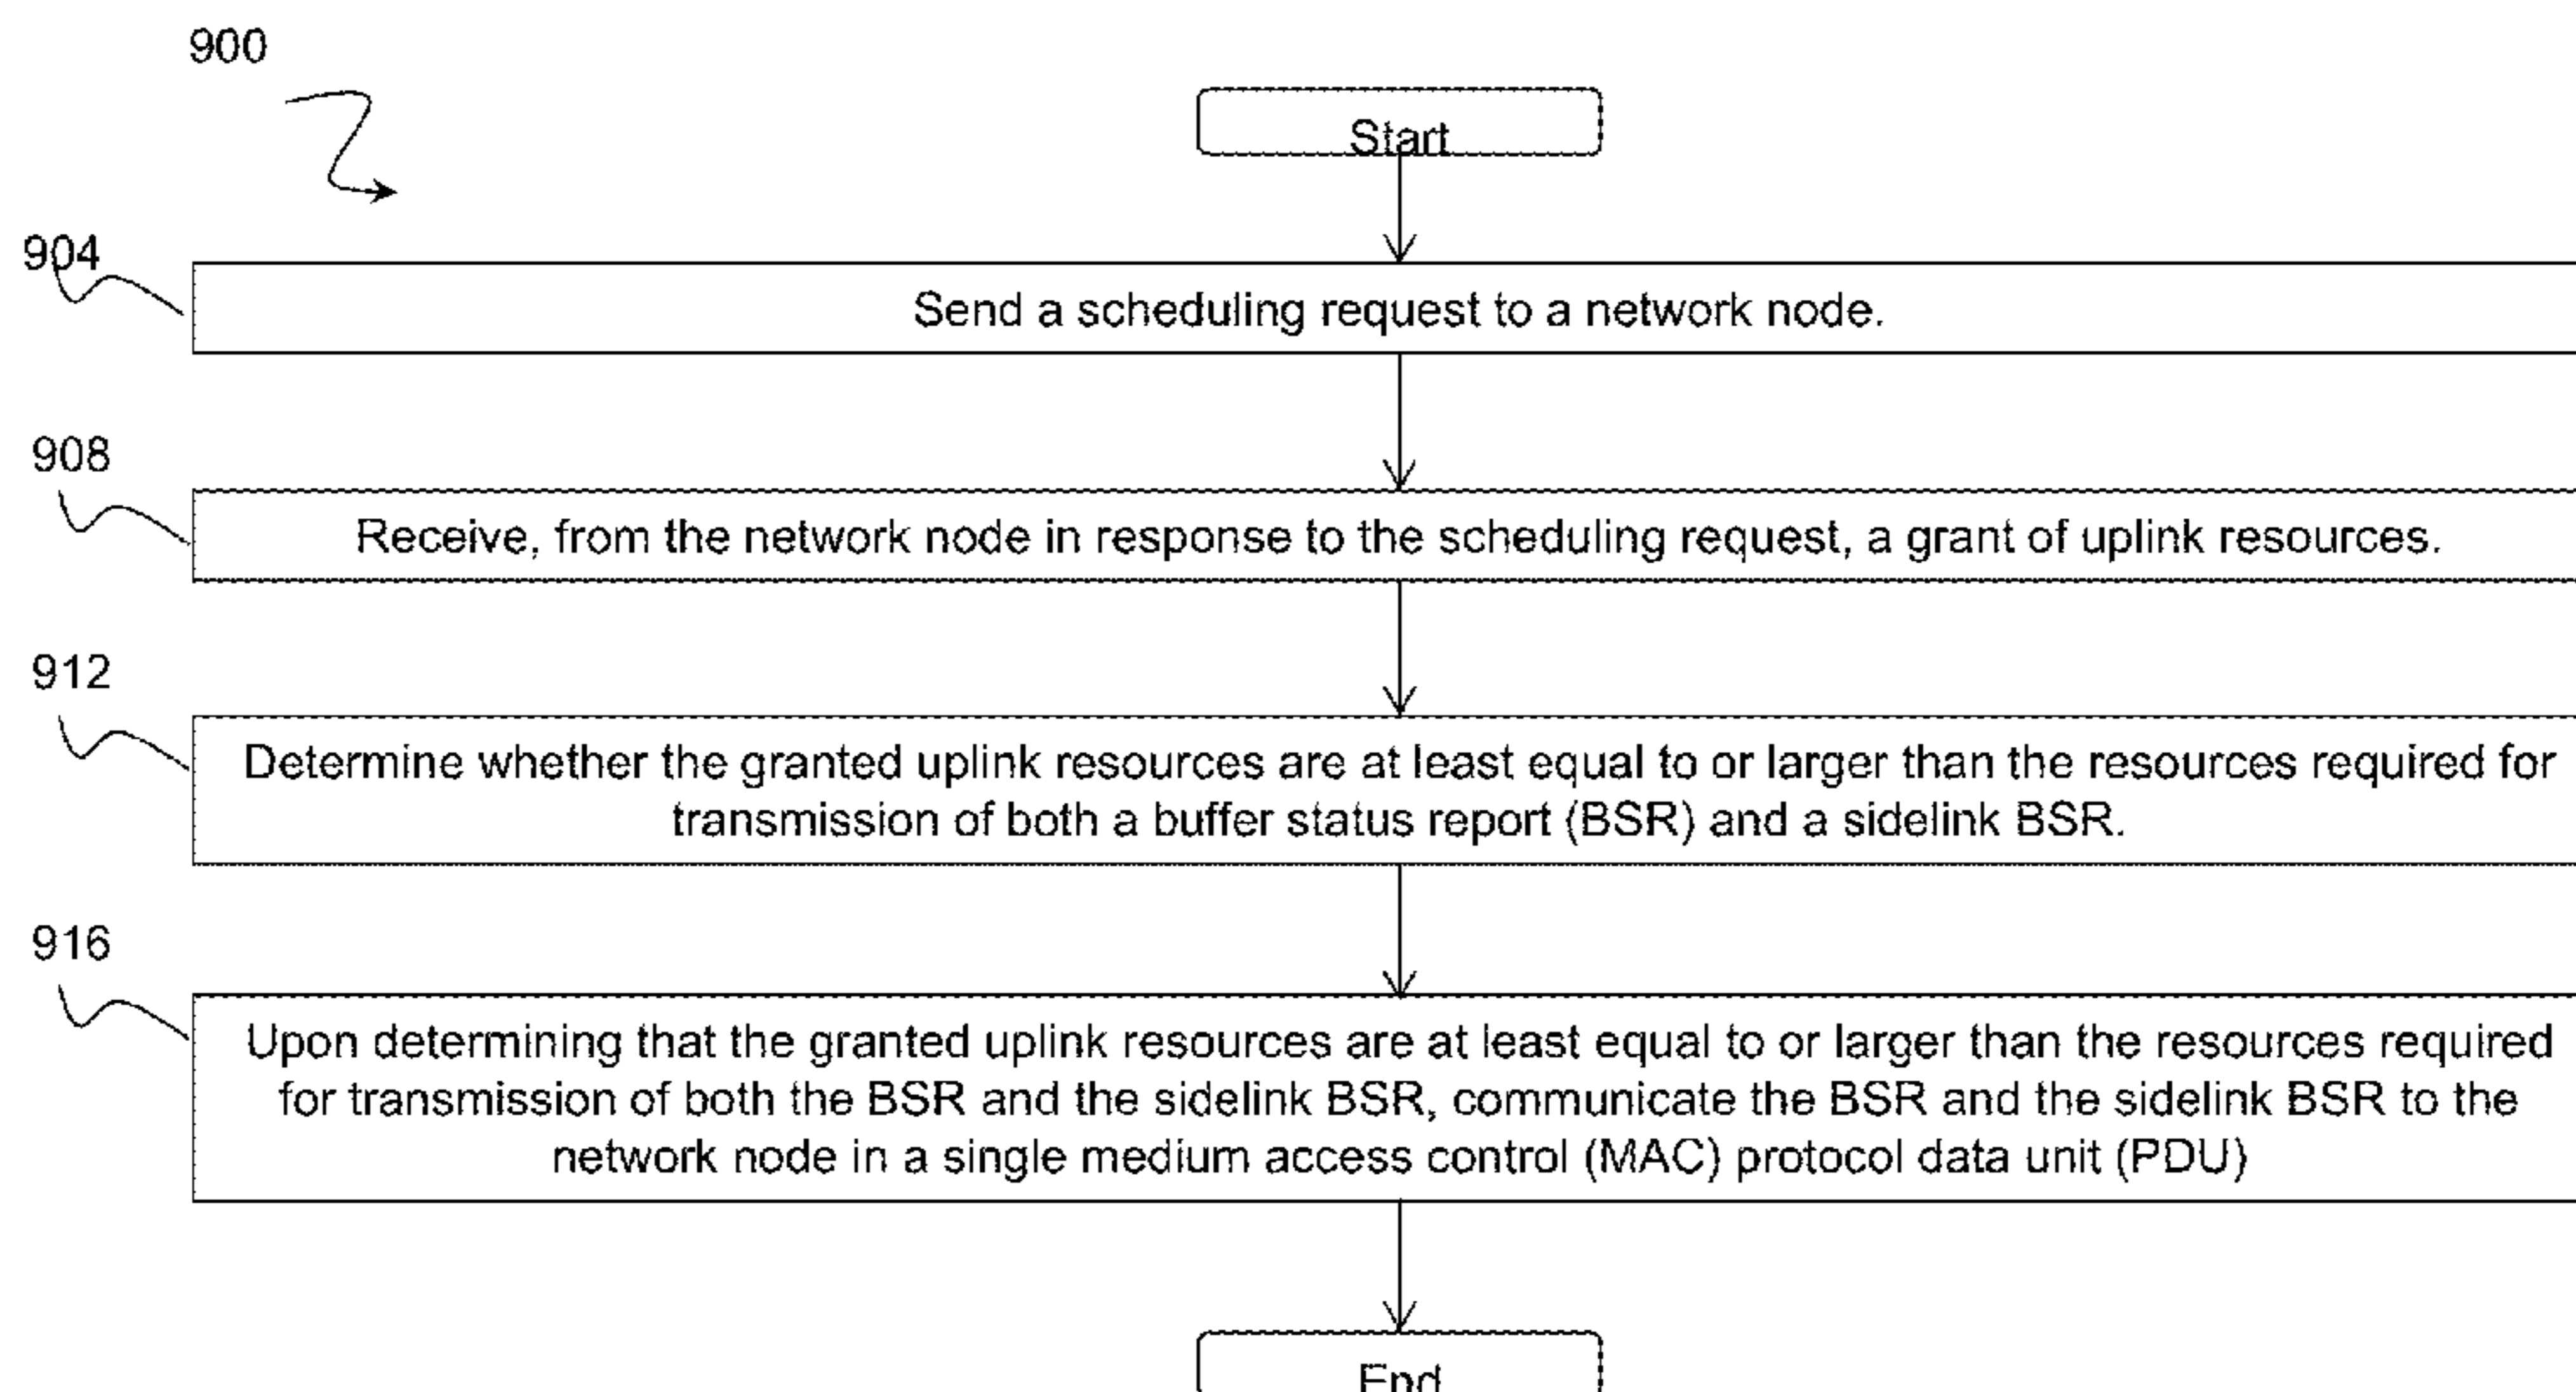 900
Start
904
Send a scheduling request to a network node.
908
Receive, from the network node in response to the scheduling request, a grant of uplink resources.
912
Determine whether the granted uplink resources are at least equal to or larger than the resources required for
transmission of both a buffer status report (BSR) and a sidelink BSR.
916
Upon determining that the granted uplink resources are at least equal to or larger than the resources required
for transmission of both the BSR and the sidelink BSR, communicate the BSR and the sidelink BSR to the
network node in a single medium access control (MAC) protocol data unit (PDU)
End